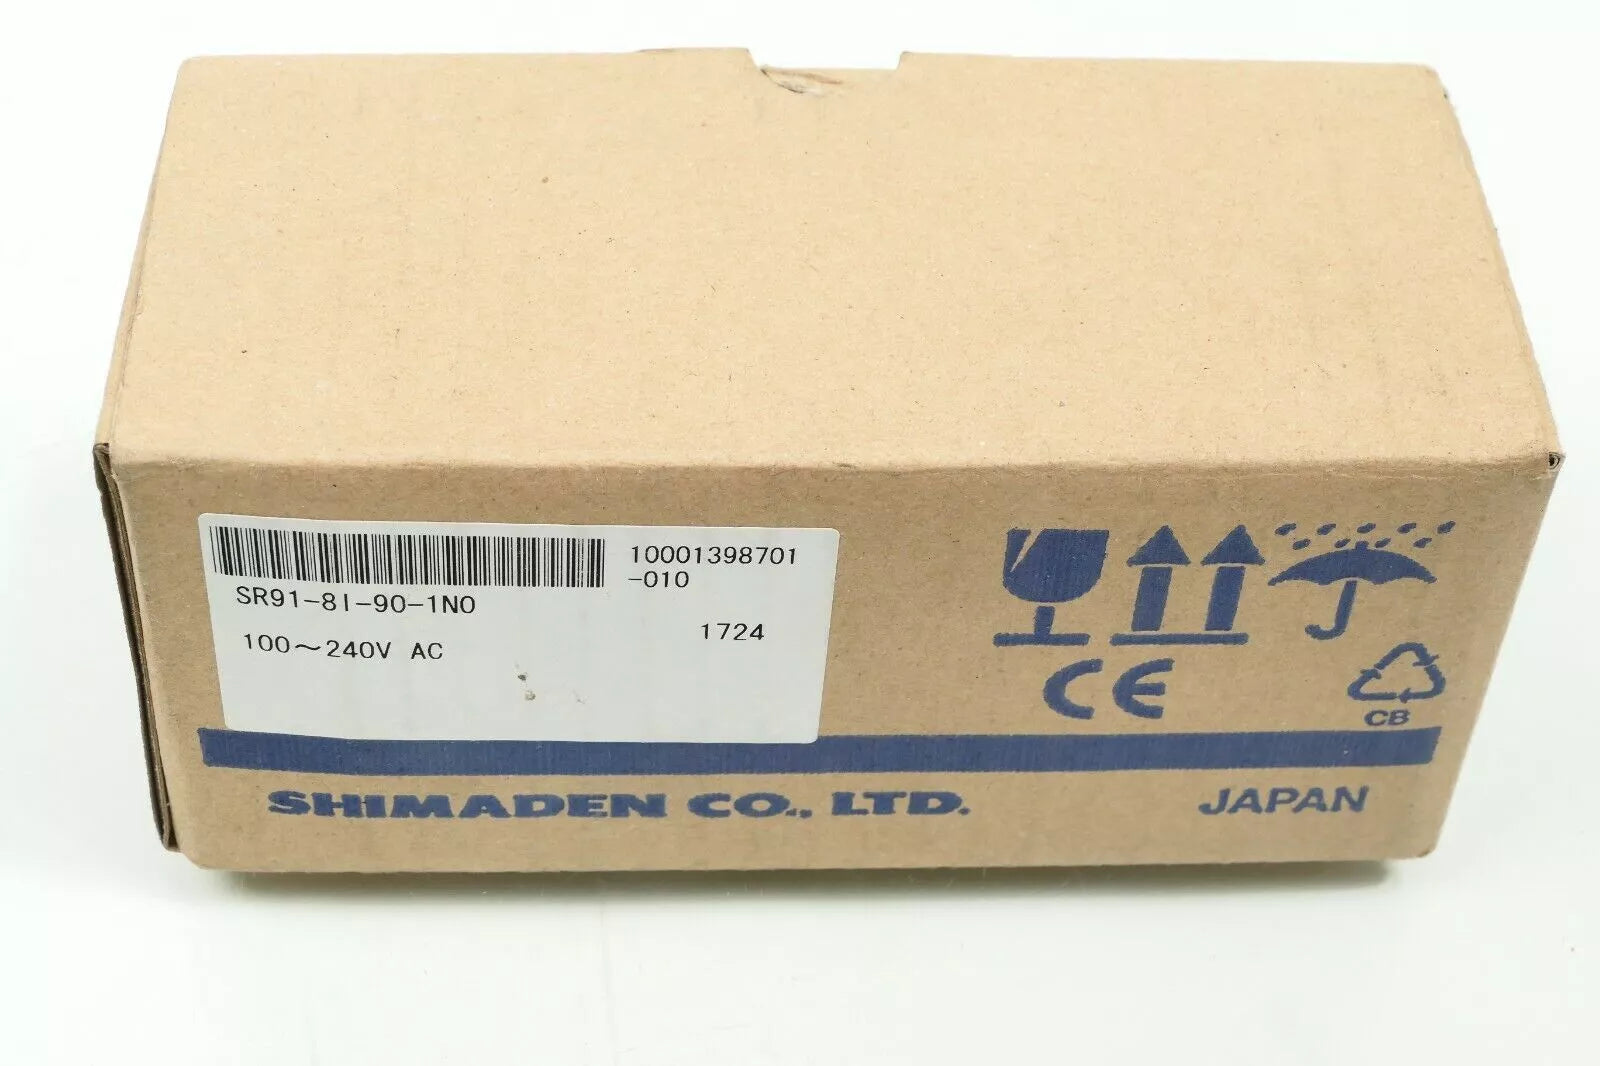 10001398701
-010
SR91-8I-90-1N0
1724
100～240V AC
CE
CB
SHIMADEN CO., LTD.
JAPAN